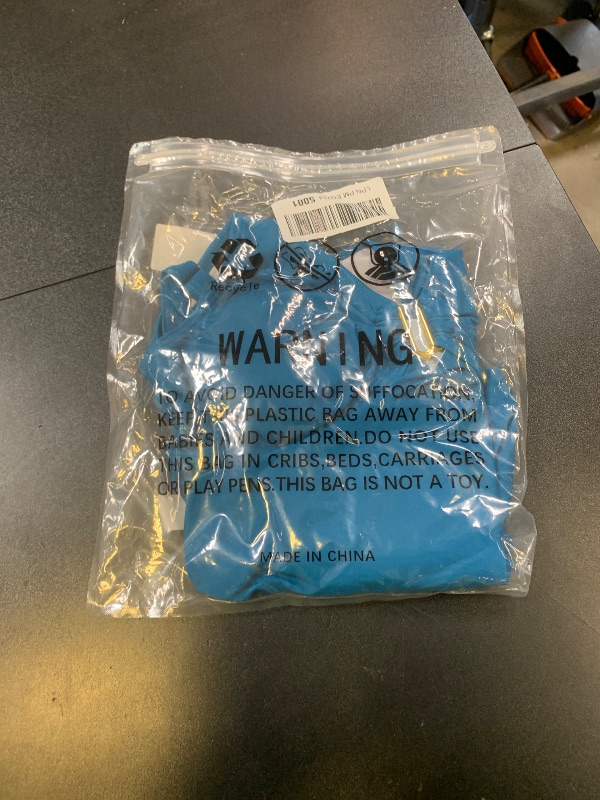 S001
Recycle
WARNING
TO AVOID DANGER OF SUFFOCATION,
KEEP THIS PLASTIC BAG AWAY FROM
BABIES AND CHILDREN, DO NOT USE
THIS BAG IN CRIBS,BEDS,CARRIAGES
OR PLAY PENS.THIS BAG IS NOT A TOY.
MADE IN CHINA